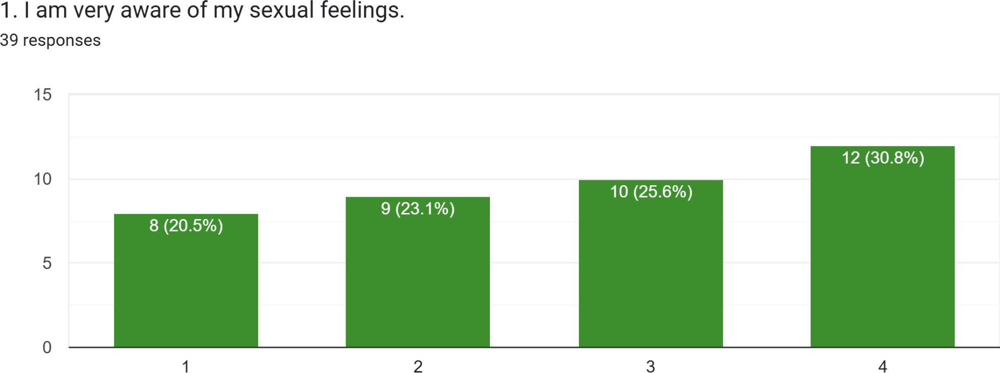 1. I am very aware of my sexual feelings.
39 responses
15
10
5
0
8 (20.5%)
9 (23.1%)
10 (25.6%)
12 (30.8%)
1 2 3 4